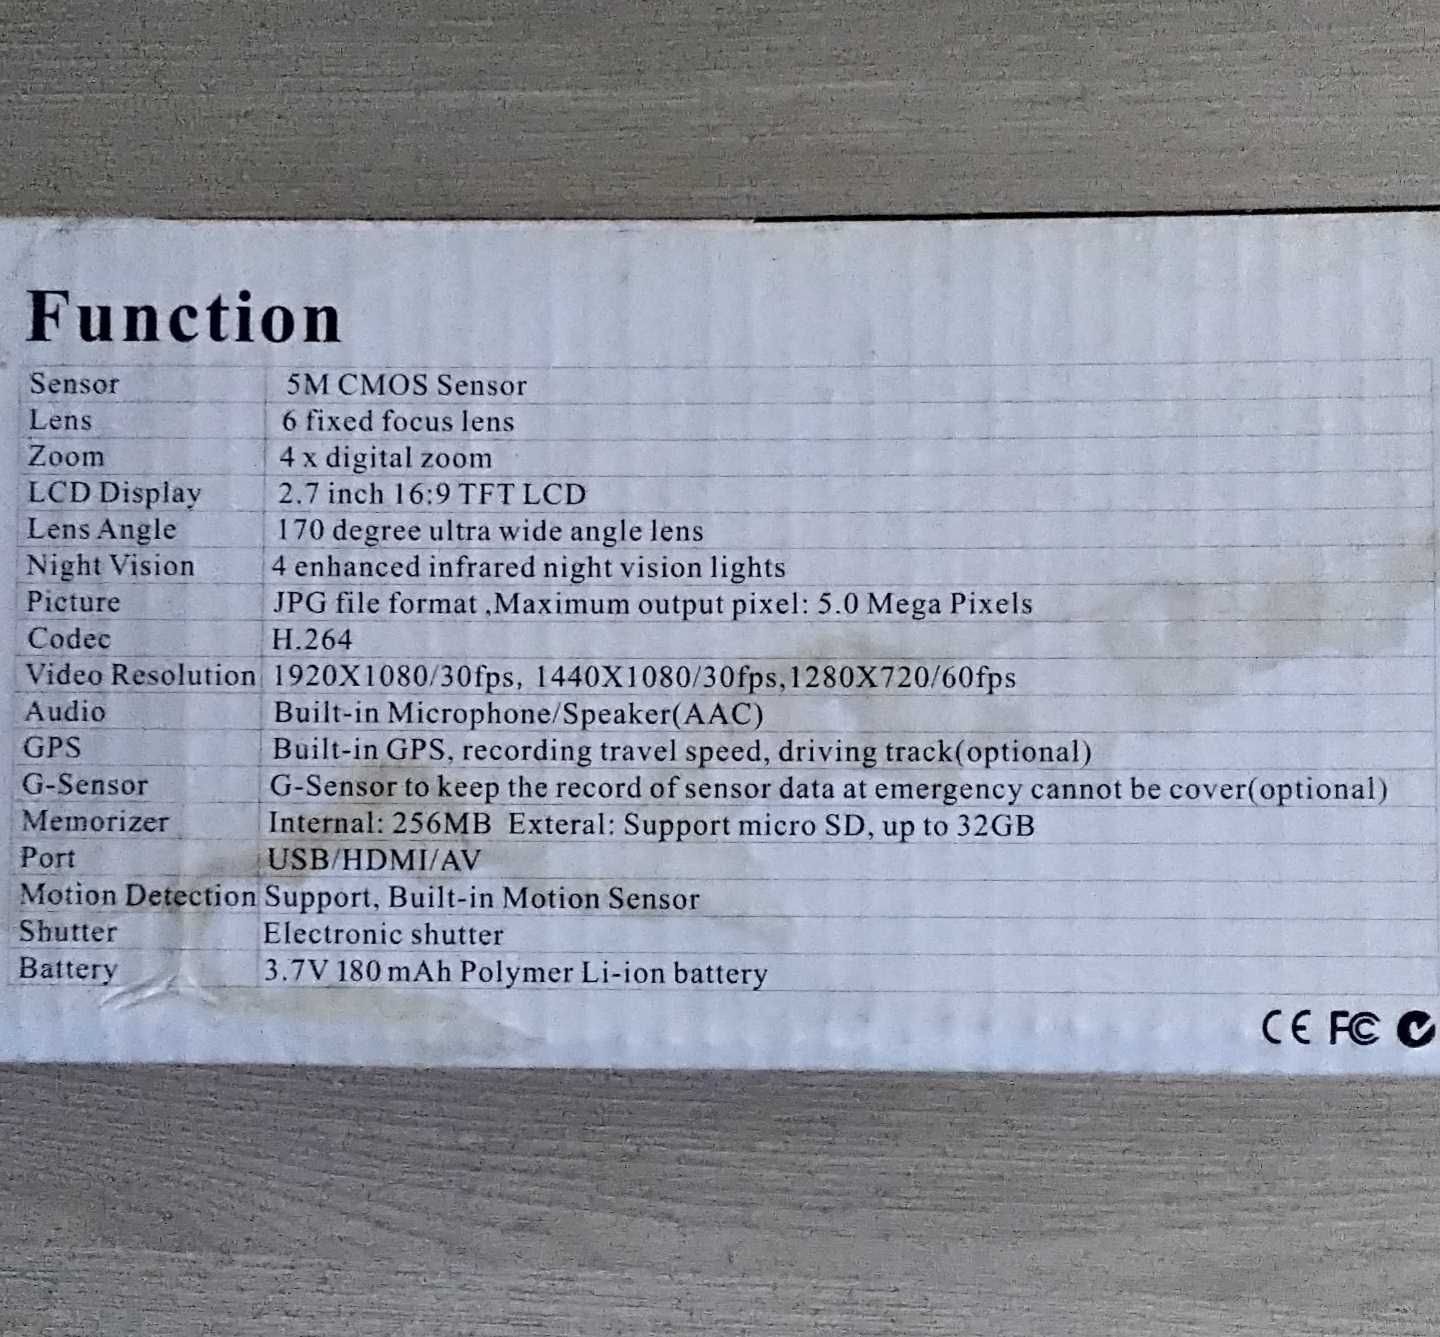 Function
Sensor 5M CMOS Sensor
Lens 6 fixed focus lens
Zoom 4 x digital zoom
LCD Display 2.7 inch 16:9 TFT LCD
Lens Angle 170 degree ultra wide angle lens
Night Vision 4 enhanced infrared night vision lights
Picture JPG file format ,Maximum output pixel: 5.0 Mega Pixels
Codec H.264
Video Resolution 1920X1080/30fps, 1440X1080/30fps,1280X720/60fps
Audio Built-in Microphone/Speaker(AAC)
GPS Built-in GPS, recording travel speed, driving track(optional)
G-Sensor G-Sensor to keep the record of sensor data at emergency cannot be cover(optional)
Memorizer Internal: 256MB Exteral: Support micro SD, up to 32GB
Port USB/HDMI/AV
Motion Detection Support, Built-in Motion Sensor
Shutter Electronic shutter
Battery 3.7V 180 mAh Polymer Li-ion battery
CE FC